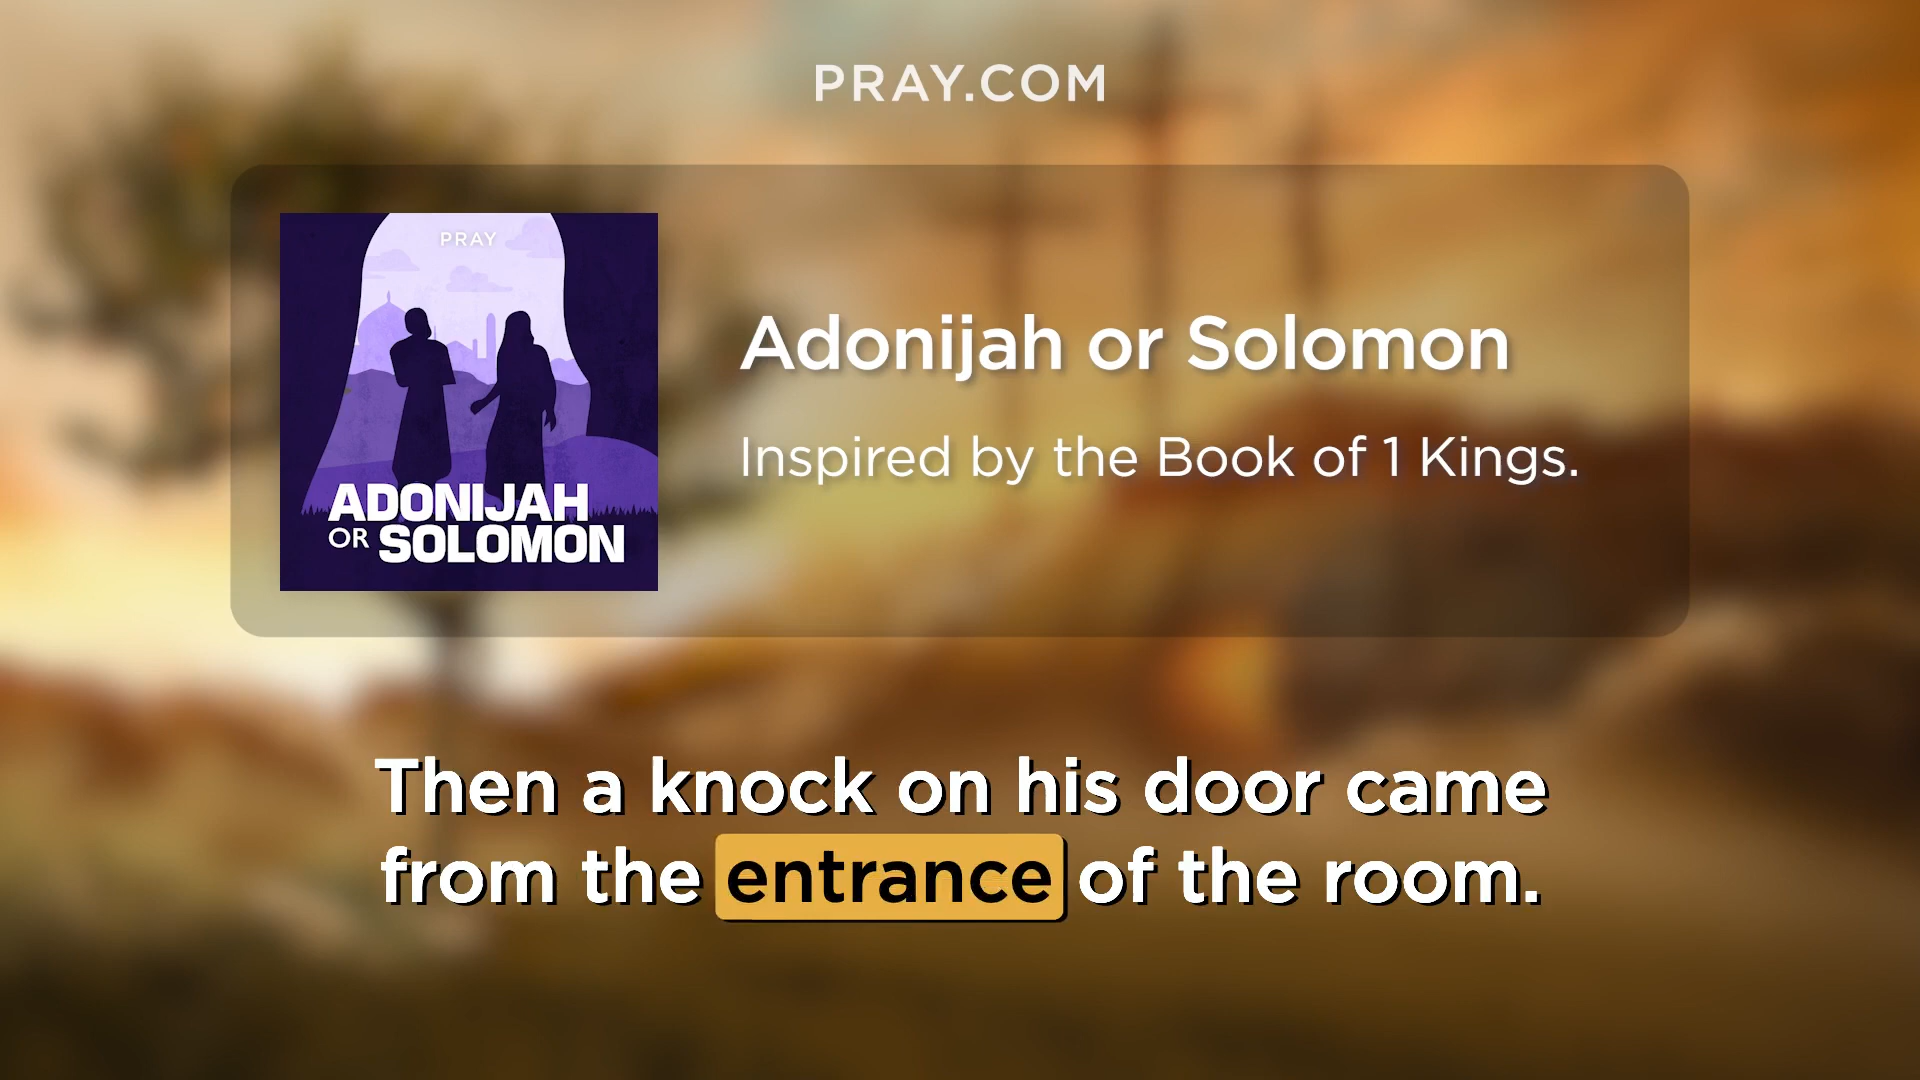 PRAY.COM
PRAY
ADONIJAH
OR SOLOMON
Adonijah or Solomon
Inspired by the Book of 1 Kings.
Then a knock on his door came
from the entrance of the room.